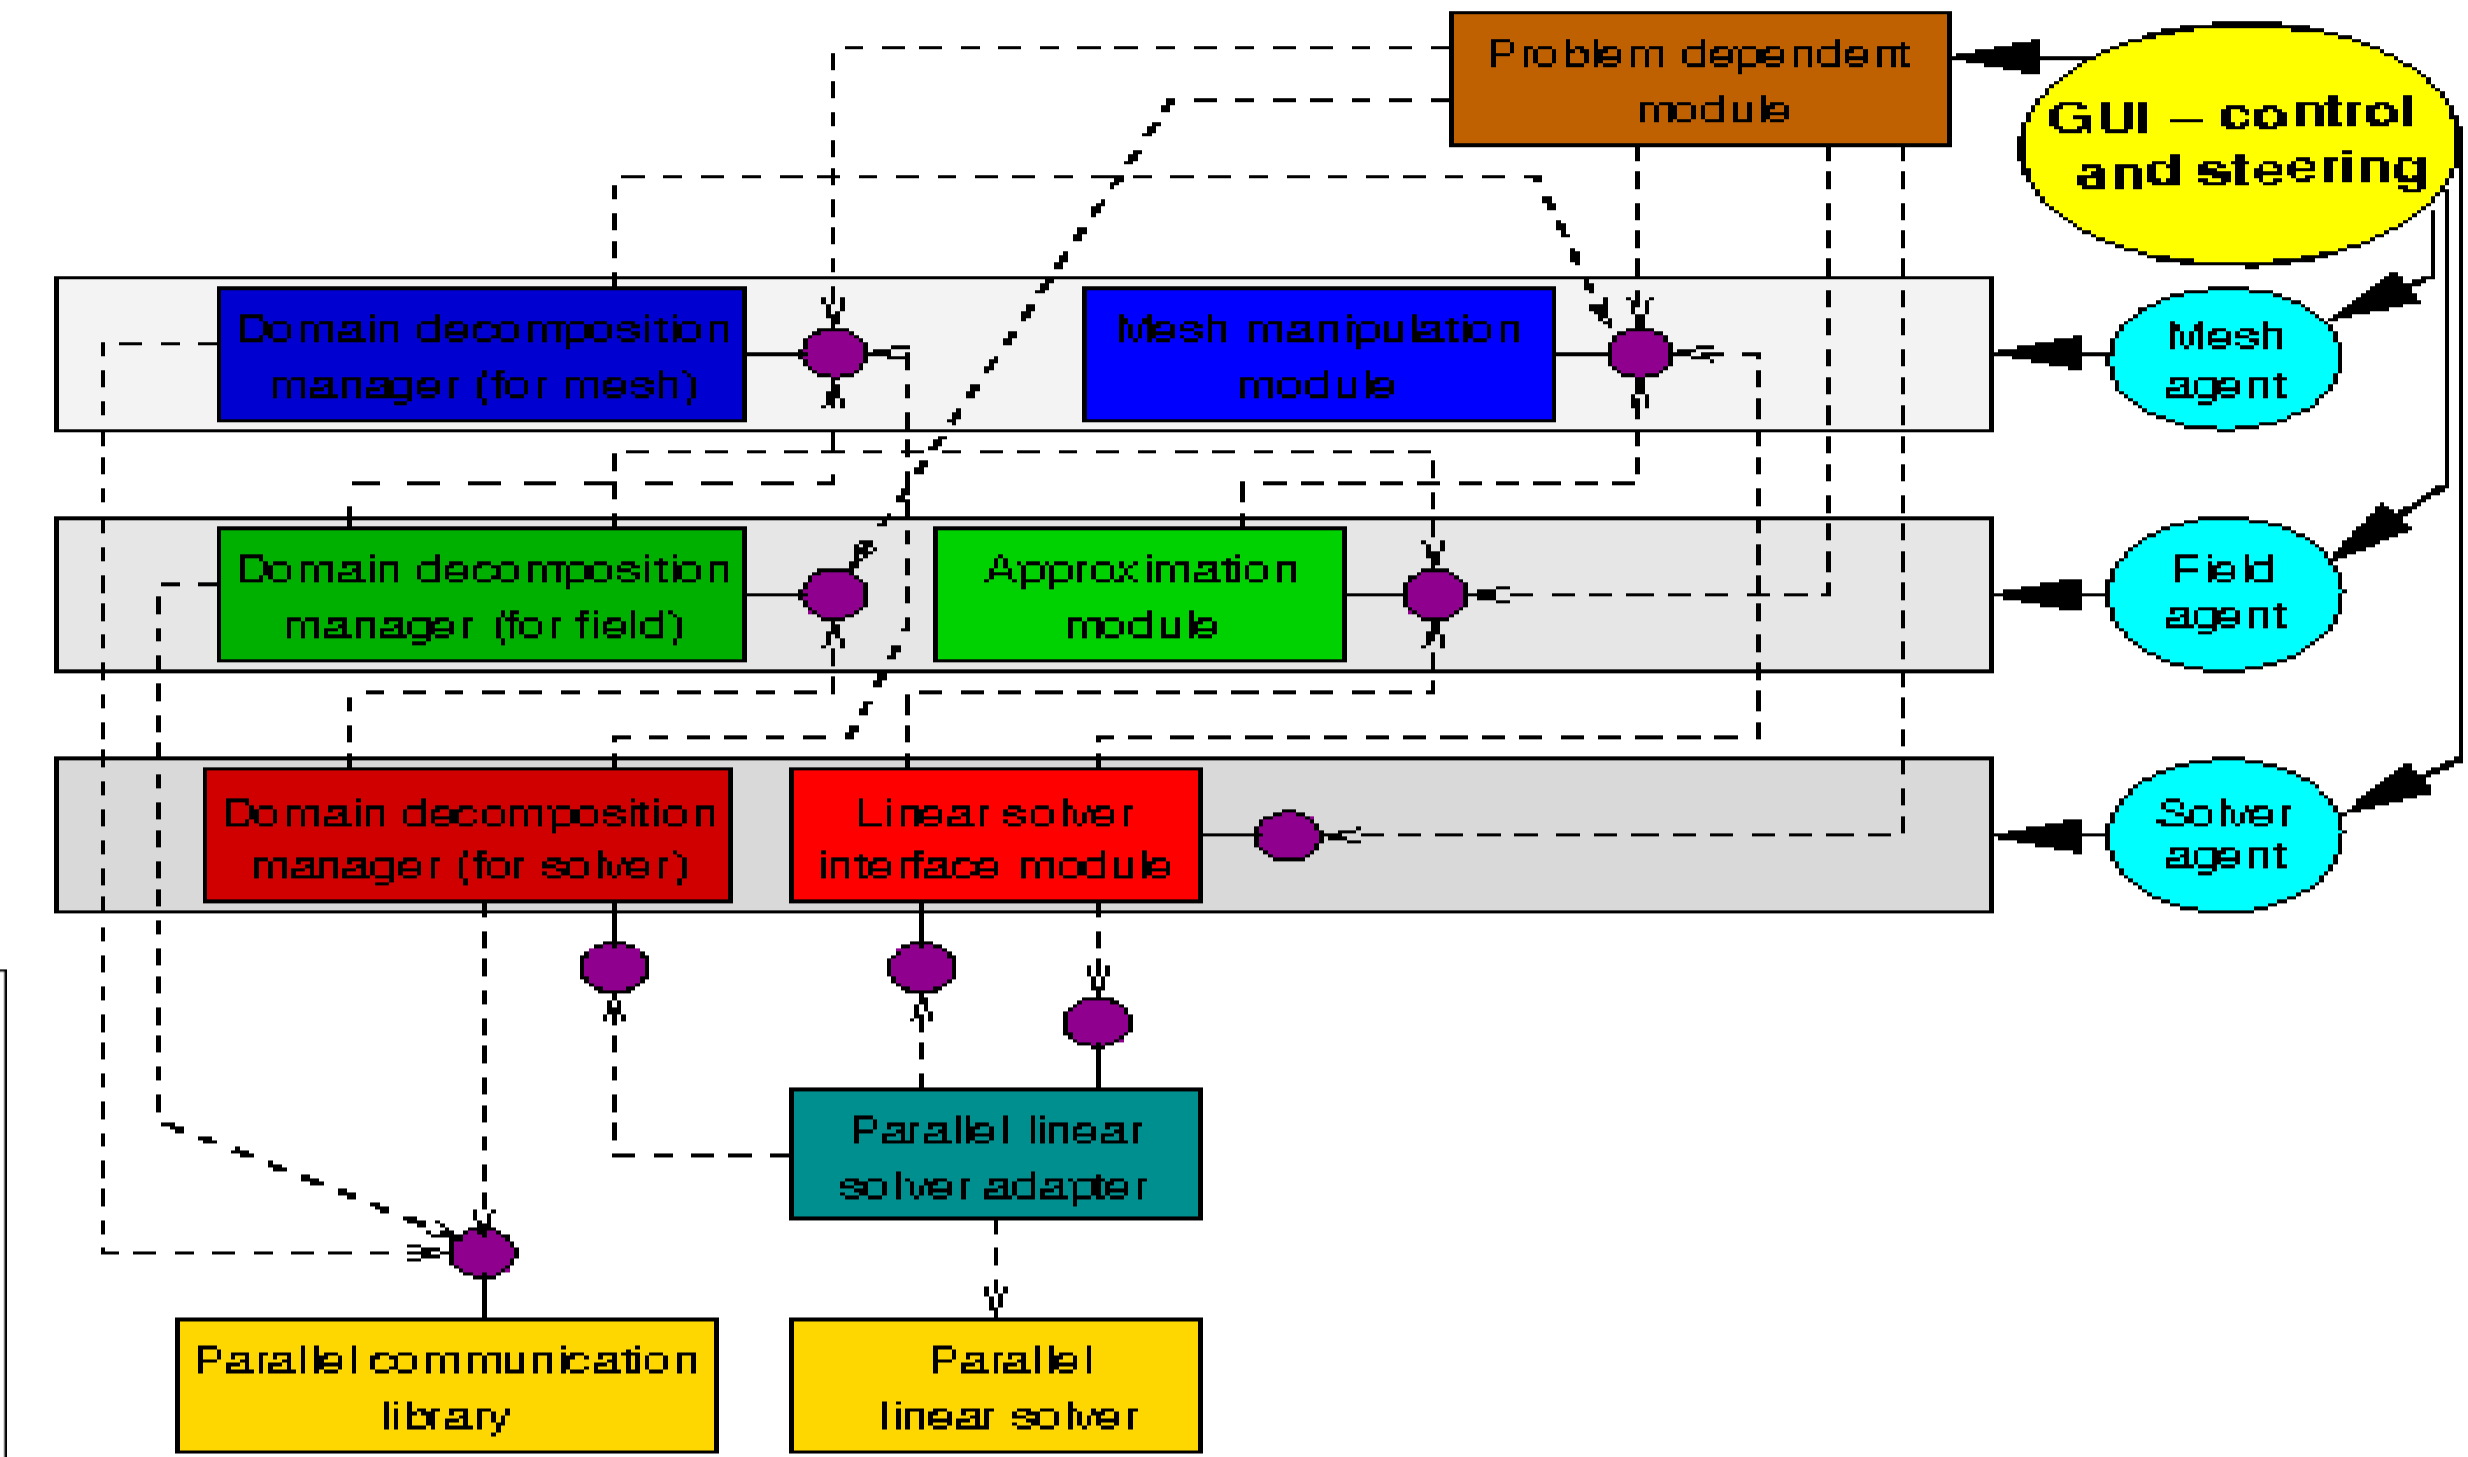 Problem dependent
module
GUI – control
and steering
Domain decomposition
manager (for mesh)
Mesh manipulation
module
Mesh
agent
Domain decomposition
manager (for field)
Approximation
module
Field
agent
Domain decomposition
manager (for solver)
Linear solver
interface module
Solver
agent
Parallel linear
solver adapter
Parallel communication
library
Parallel
linear solver